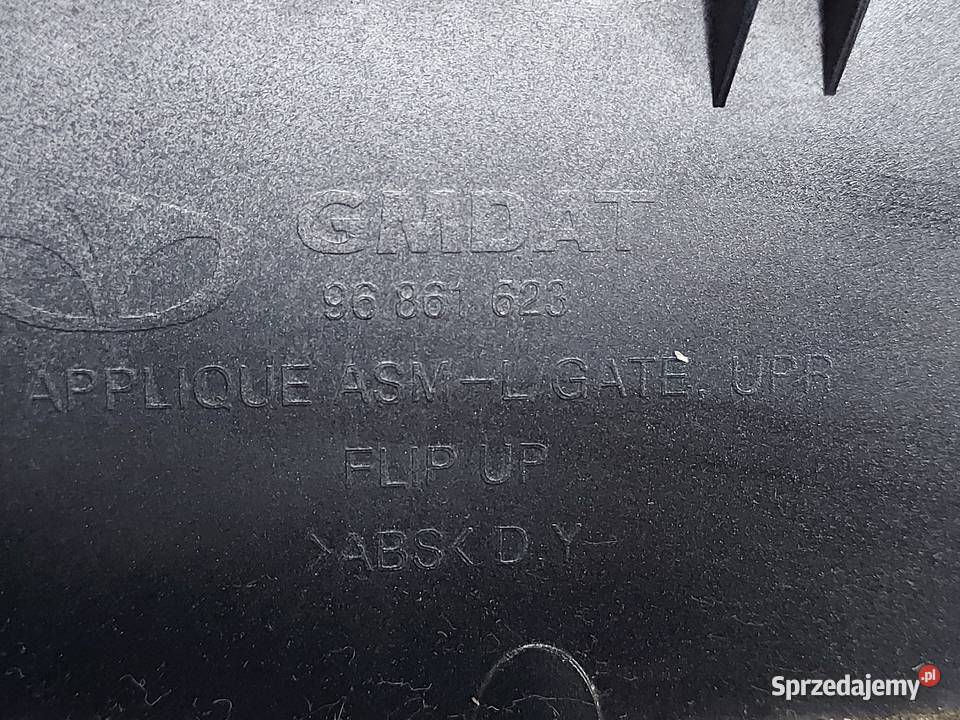 GMDAT
96 861 623
APPLIQUE ASM-L/GATE, UPR
FLIP UP
>ABS< D Y-
Sprzedajemy.pl